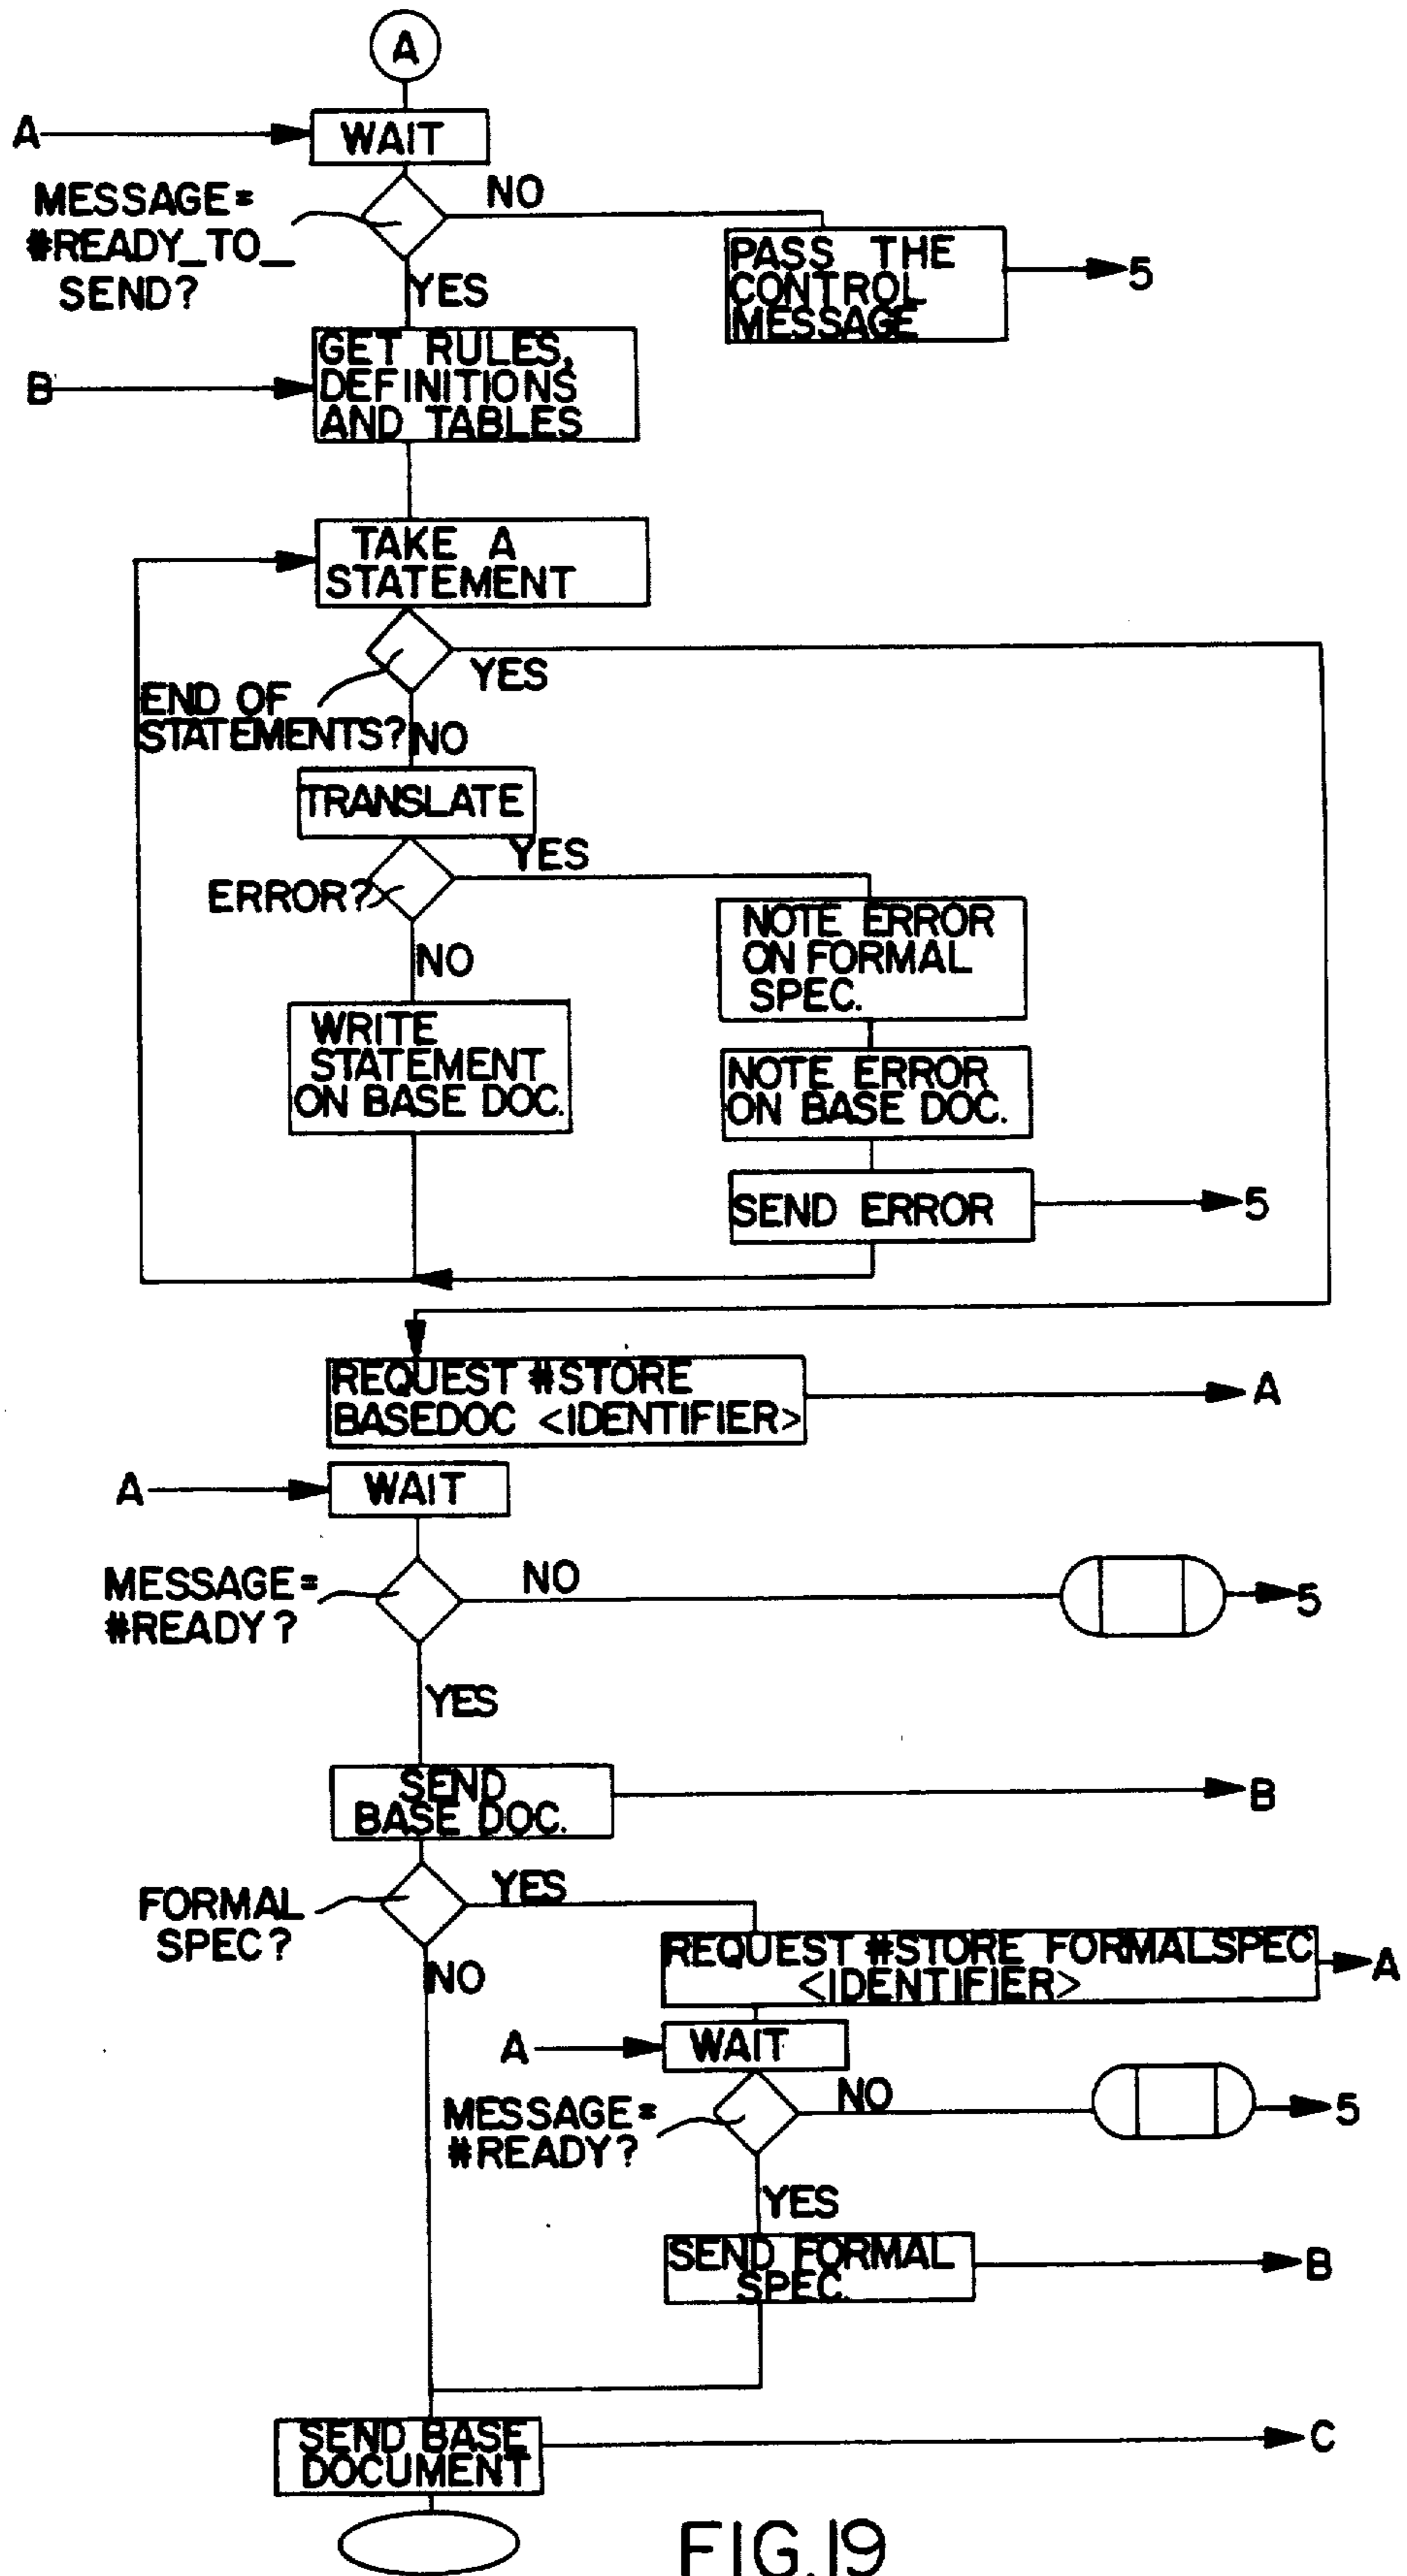 A
A
WAIT
MESSAGE=
#READY_TO_
SEND?
NO
PASS THE
CONTROL
MESSAGE
5
YES
B
GET RULES,
DEFINITIONS
AND TABLES
TAKE A
STATEMENT
YES
END OF
STATEMENTS?
NO
TRANSLATE
YES
ERROR?
NOTE ERROR
ON FORMAL
SPEC.
NO
WRITE
STATEMENT
ON BASE DOC.
NOTE ERROR
ON BASE DOC.
SEND ERROR
5
REQUEST #STORE
BASEDOC <IDENTIFIER>
A
A
WAIT
MESSAGE=
#READY?
NO
5
YES
SEND
BASE DOC.
B
FORMAL
SPEC?
YES
NO
REQUEST #STORE FORMALSPEC
<IDENTIFIER>
A
A
WAIT
MESSAGE=
#READY?
NO
5
YES
SEND FORMAL
SPEC.
B
SEND BASE
DOCUMENT
C
FIG.19